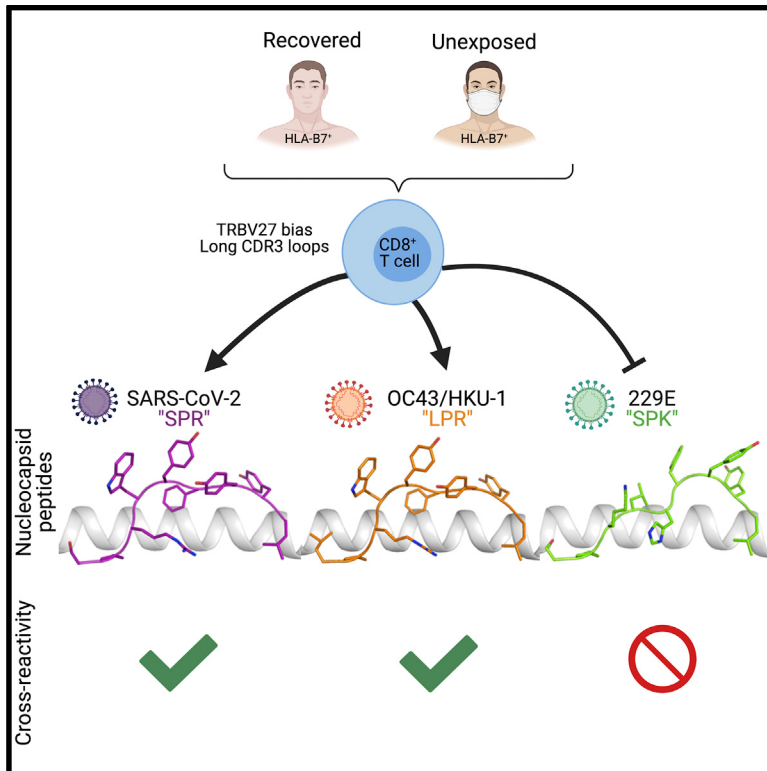 Recovered
Unexposed
HLA-B7⁺
HLA-B7⁺
TRBV27 bias
Long CDR3 loops
CD8⁺
T cell
SARS-CoV-2
"SPR"
OC43/HKU-1
"LPR"
229E
"SPK"
Nucleocapsid
peptides
Cross-reactivity